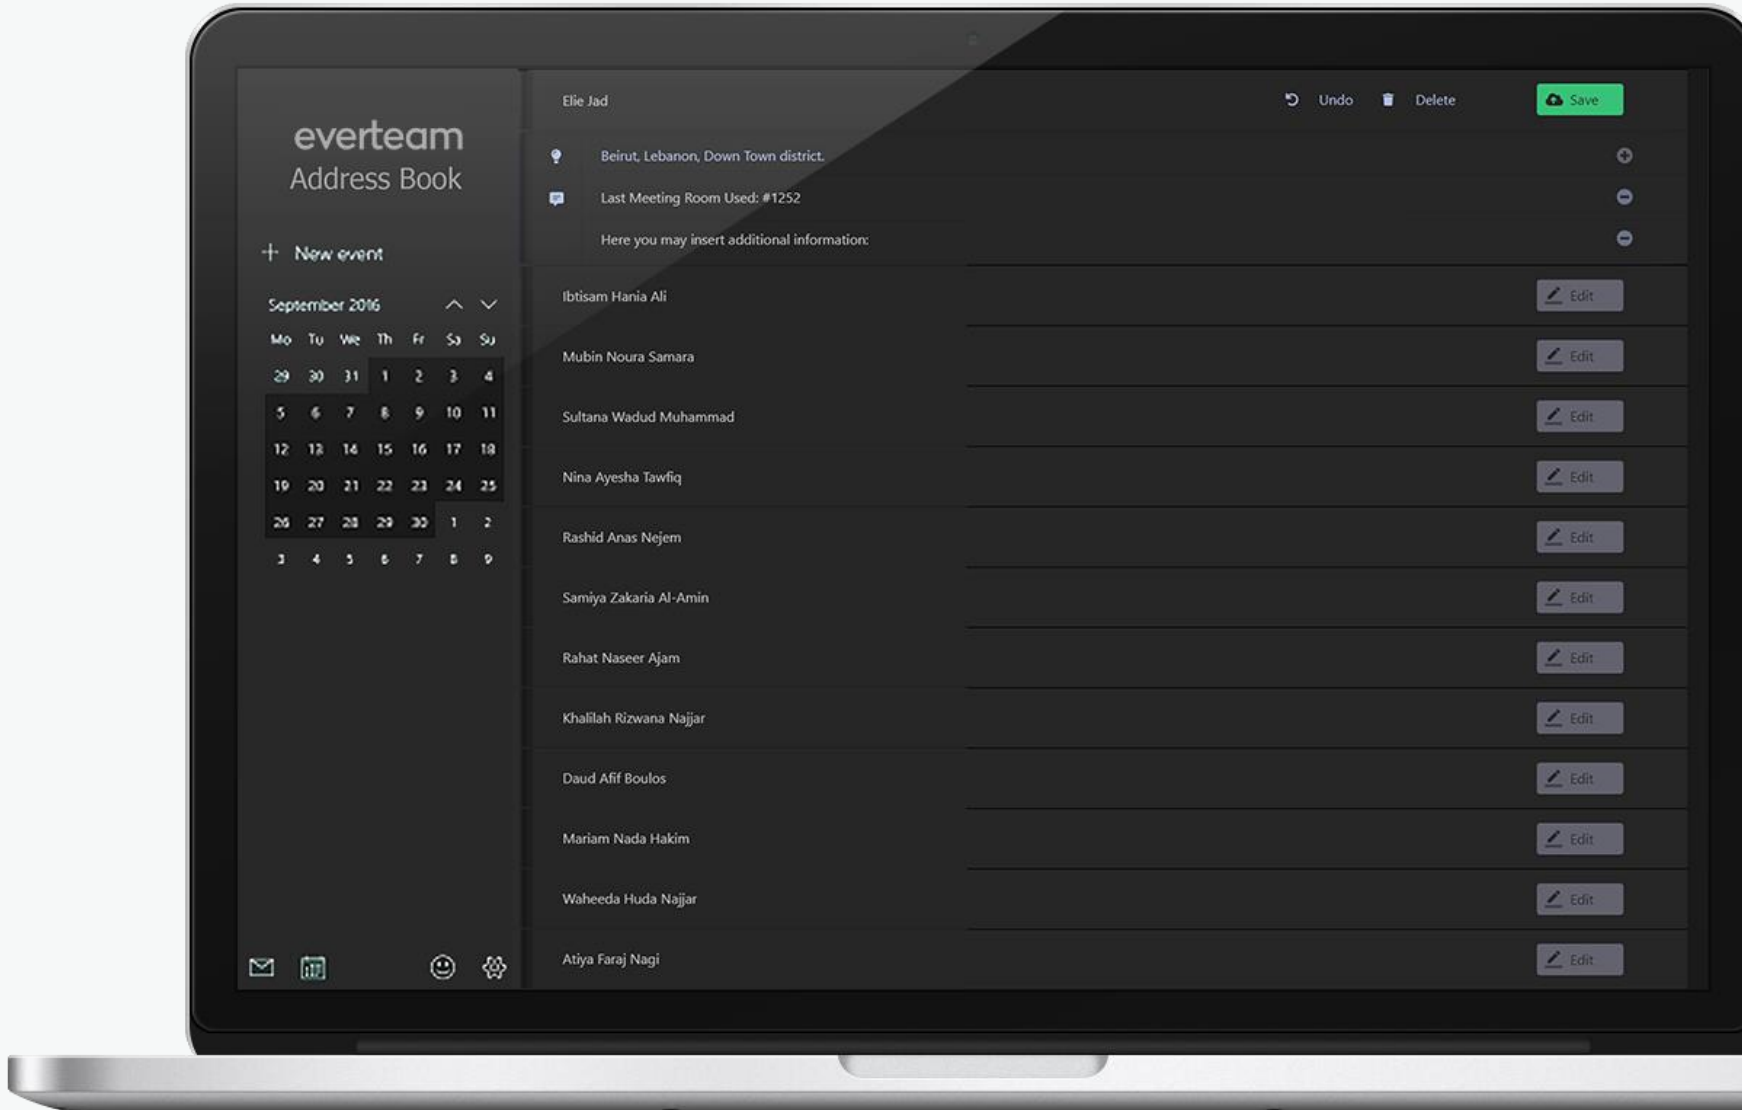 everteam
Address Book
New event
September 2016
Mo Tu We Th Fr Sa Su
29 30 31 1 2 3 4
5 6 7 8 9 10 11
12 13 14 15 16 17 18
19 20 21 22 23 24 25
26 27 28 29 30 1 2
3 4 5 6 7 8 9
Elie Jad Undo Delete Save
Beirut, Lebanon, Down Town district.
Last Meeting Room Used: #1252
Here you may insert additional information:
Ibtisam Hania Ali Edit
Mubin Noura Samara Edit
Sultana Wadud Muhammad Edit
Nina Ayesha Tawfiq Edit
Rashid Anas Nejem Edit
Samiya Zakaria Al-Amin Edit
Rahat Naseer Ajam Edit
Khalilah Rizwana Najjar Edit
Daud Afif Boulos Edit
Mariam Nada Hakim Edit
Waheeda Huda Najjar Edit
Atiya Faraj Nagi Edit